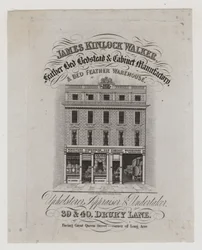 JAMES KINLOCK WALKER,
Feather Bed Bedstead & Cabinet Manufactory,
& BED FEATHER WAREHOUSE.
Upholsterer, Appraiser & Undertaker.
39 & 40, DRURY LANE,